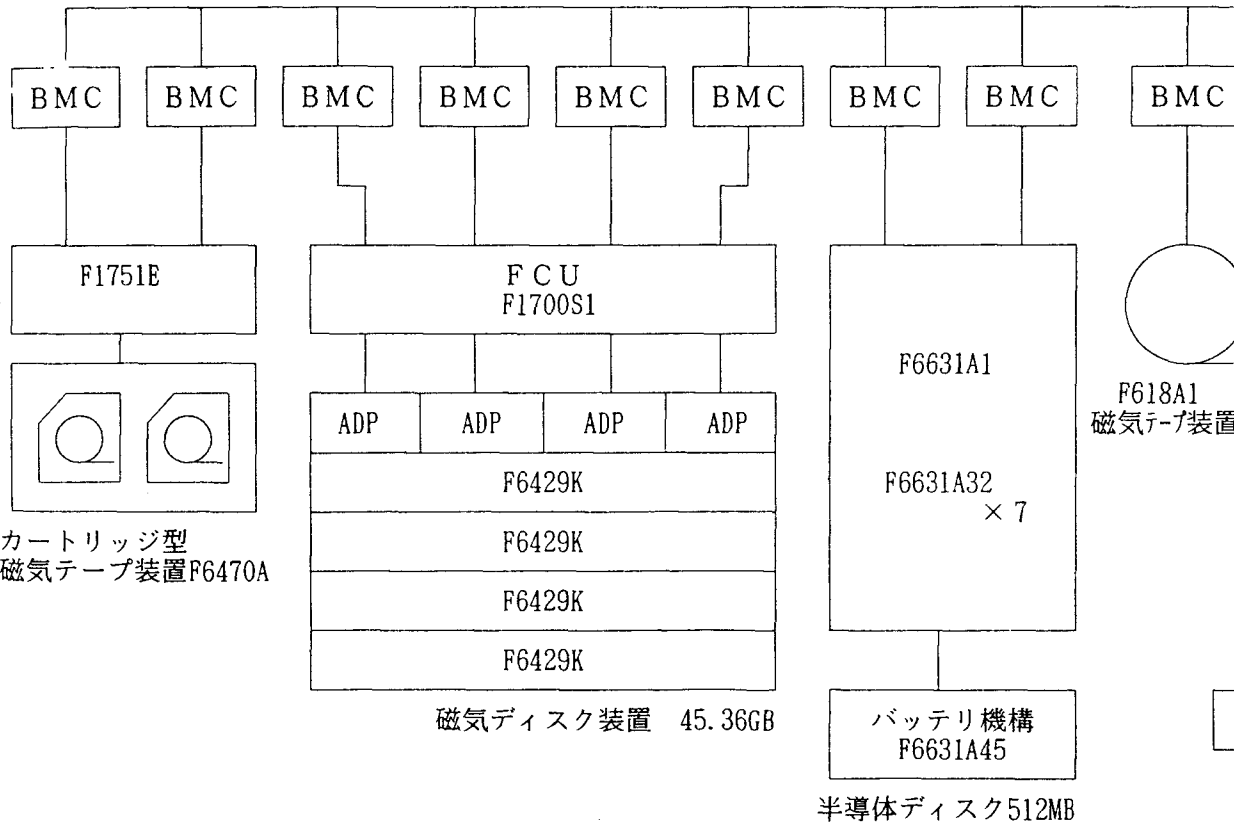 BMC
BMC
BMC
BMC
BMC
BMC
BMC
BMC
BMC
F1751E
FCU
F1700S1
F6631A1
F6631A32
×7
F618A1
磁気テープ装置
ADP
ADP
ADP
ADP
F6429K
F6429K
F6429K
F6429K
カートリッジ型
磁気テープ装置F6470A
磁気ディスク装置 45.36GB
バッテリ機構
F6631A45
半導体ディスク512MB